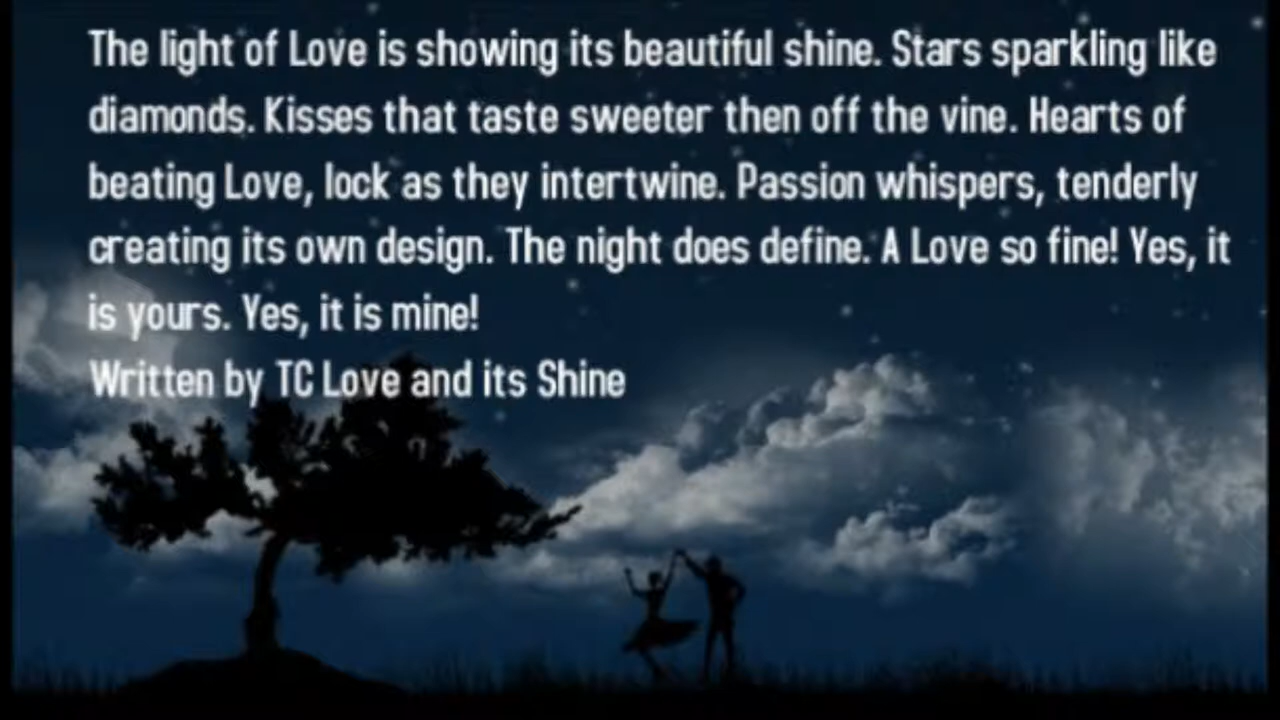 The light of Love is showing its beautiful shine. Stars sparkling like
diamonds. Kisses that taste sweeter then off the vine. Hearts of
beating Love, lock as they intertwine. Passion whispers, tenderly
creating its own design. The night does define. A Love so fine! Yes, it
is yours. Yes, it is mine!
Written by TC Love and its Shine